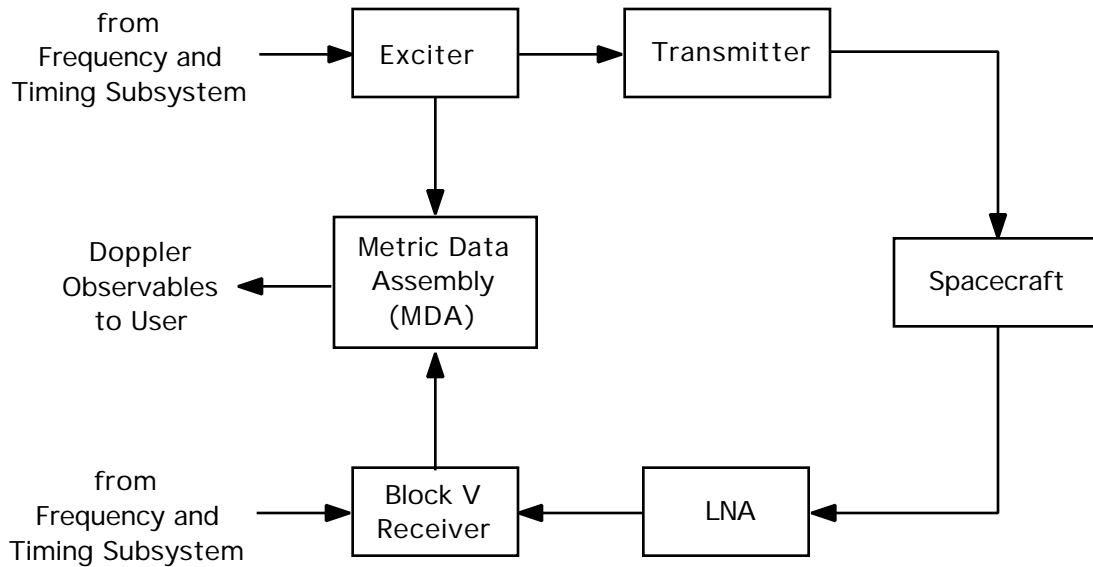 from
Frequency and
Timing Subsystem
Exciter
Transmitter
Doppler
Observables
to User
Metric Data
Assembly
(MDA)
Spacecraft
from
Frequency and
Timing Subsystem
Block V
Receiver
LNA